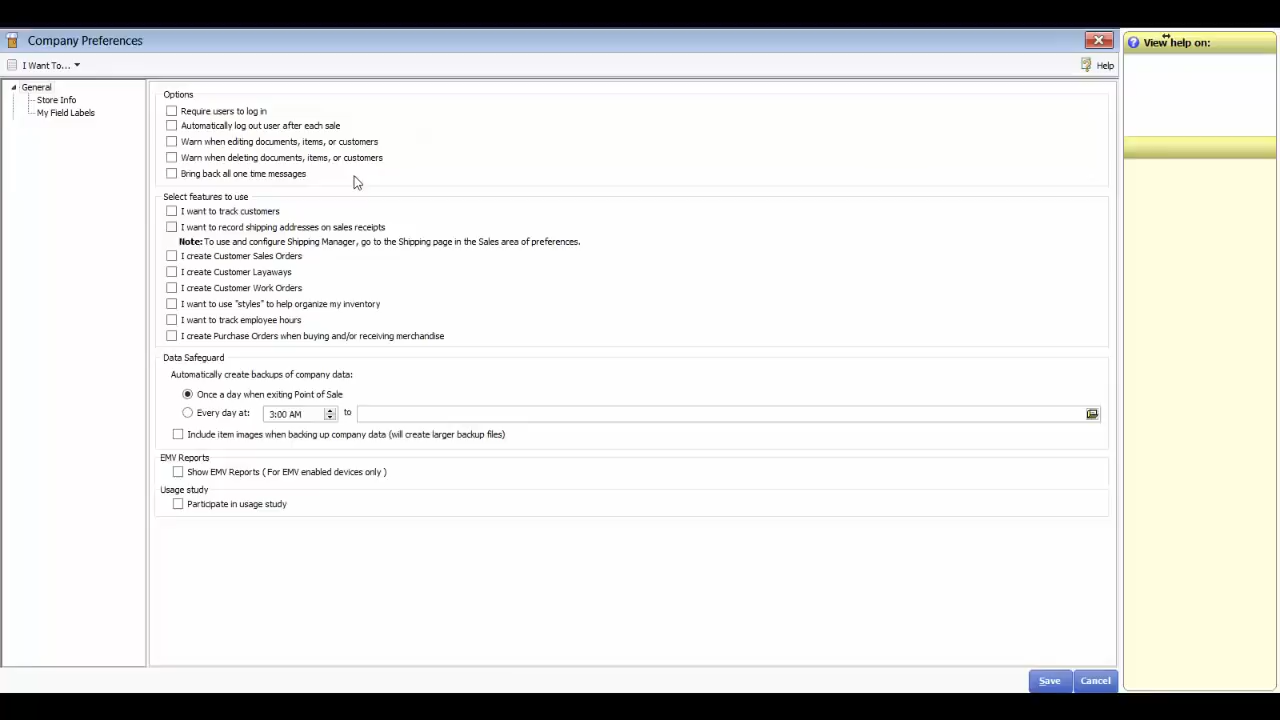 Company Preferences
View help on:
I Want To...
Help
General
Store Info
My Field Labels
Options
Require users to log in
Automatically log out user after each sale
Warn when editing documents, items, or customers
Warn when deleting documents, items, or customers
Bring back all one time messages
Select features to use
I want to track customers
I want to record shipping addresses on sales receipts
Note: To use and configure Shipping Manager, go to the Shipping page in the Sales area of preferences.
I create Customer Sales Orders
I create Customer Layaways
I create Customer Work Orders
I want to use "styles" to help organize my inventory
I want to track employee hours
I create Purchase Orders when buying and/or receiving merchandise
Data Safeguard
Automatically create backups of company data:
Once a day when exiting Point of Sale
Every day at: 3:00 AM to
Include item images when backing up company data (will create larger backup files)
EMV Reports
Show EMV Reports ( For EMV enabled devices only )
Usage study
Participate in usage study
Save Cancel